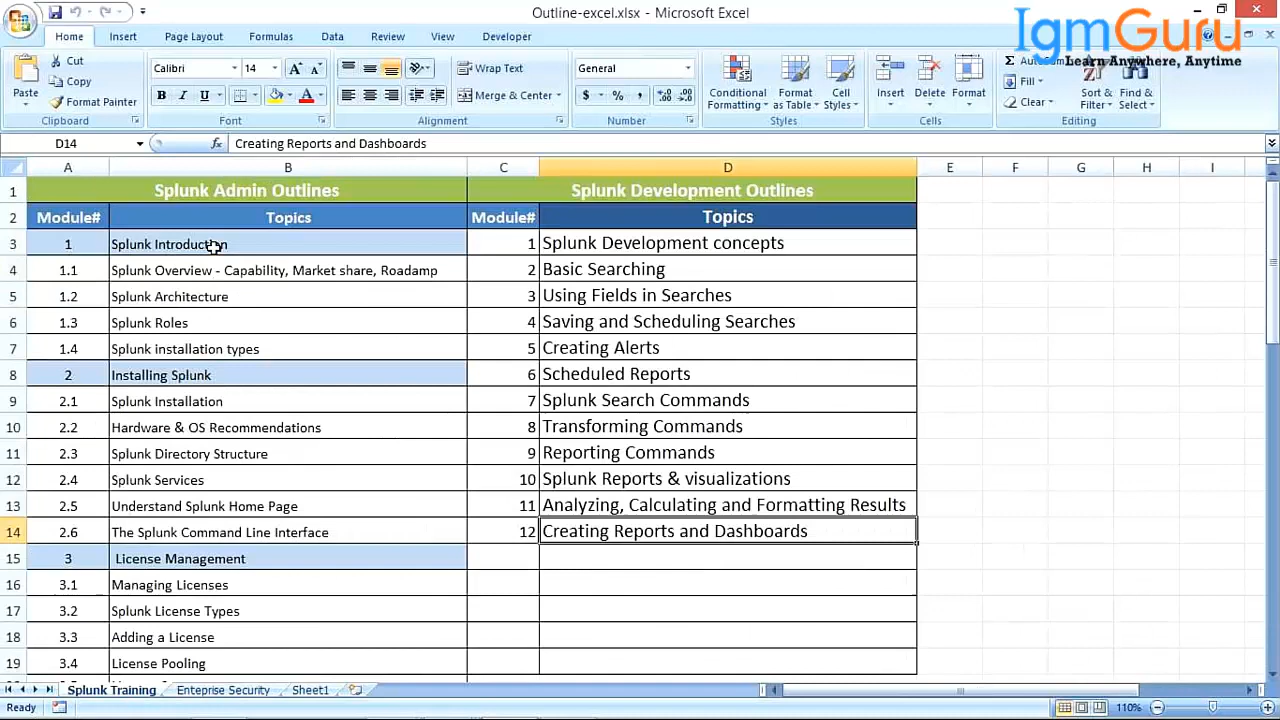 Outline-excel.xlsx - Microsoft Excel
IgmGuru
Learn Anywhere, Anytime
Home Insert Page Layout Formulas Data Review View Developer
Paste
Cut
Copy
Format Painter
Clipboard
Calibri 14
B I U
Font
Wrap Text
Merge & Center
Alignment
General
$ % ,
Number
Conditional Formatting
Format as Table
Cell Styles
Styles
Insert
Delete
Format
Cells
Fill
Clear
Sort & Filter
Find & Select
Editing
D14 fx Creating Reports and Dashboards
A B C D E F G H I
1 Splunk Admin Outlines Splunk Development Outlines
2 Module# Topics Module# Topics
3 1 Splunk Introduction 1 Splunk Development concepts
4 1.1 Splunk Overview - Capability, Market share, Roadamp 2 Basic Searching
5 1.2 Splunk Architecture 3 Using Fields in Searches
6 1.3 Splunk Roles 4 Saving and Scheduling Searches
7 1.4 Splunk installation types 5 Creating Alerts
8 2 Installing Splunk 6 Scheduled Reports
9 2.1 Splunk Installation 7 Splunk Search Commands
10 2.2 Hardware & OS Recommendations 8 Transforming Commands
11 2.3 Splunk Directory Structure 9 Reporting Commands
12 2.4 Splunk Services 10 Splunk Reports & visualizations
13 2.5 Understand Splunk Home Page 11 Analyzing, Calculating and Formatting Results
14 2.6 The Splunk Command Line Interface 12 Creating Reports and Dashboards
15 3 License Management
16 3.1 Managing Licenses
17 3.2 Splunk License Types
18 3.3 Adding a License
19 3.4 License Pooling
Splunk Training Enteprise Security Sheet1
Ready 110%